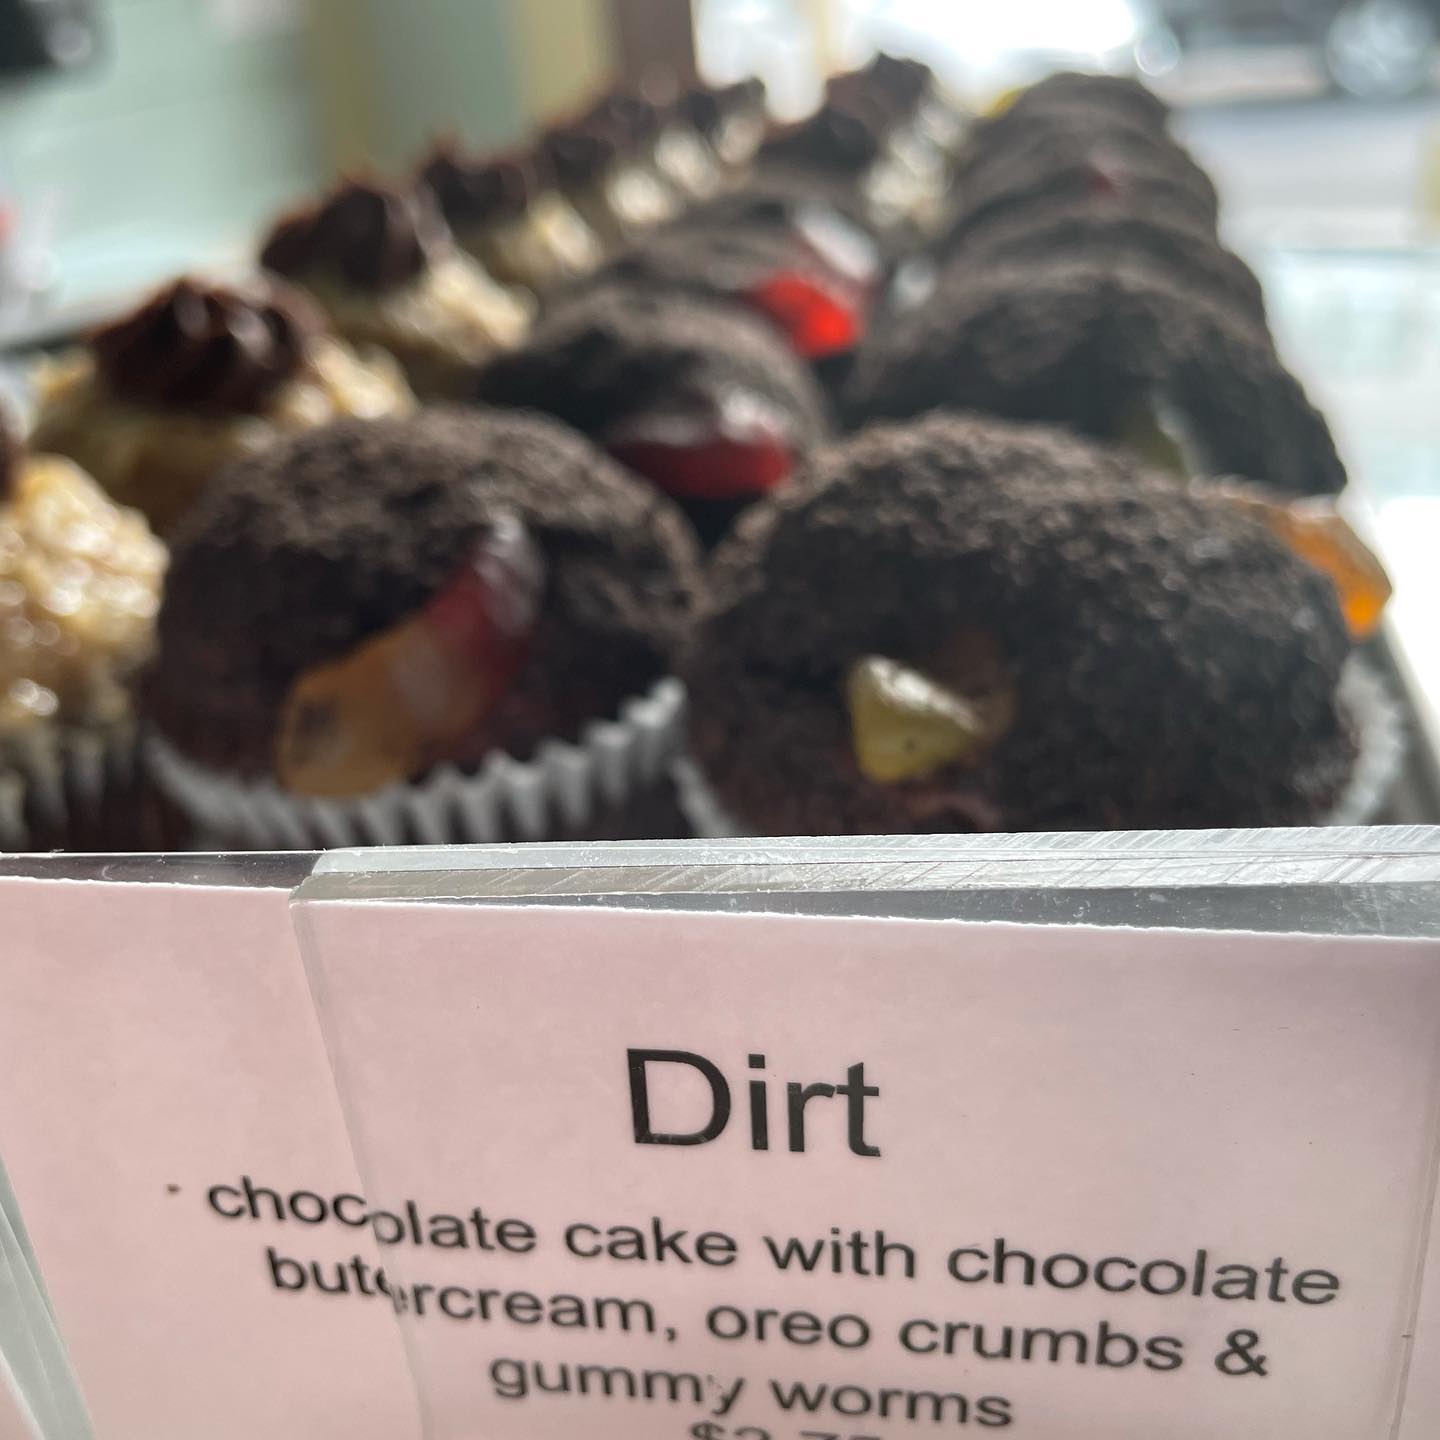 Dirt
chocolate cake with chocolate
buttercream, oreo crumbs &
gummy worms